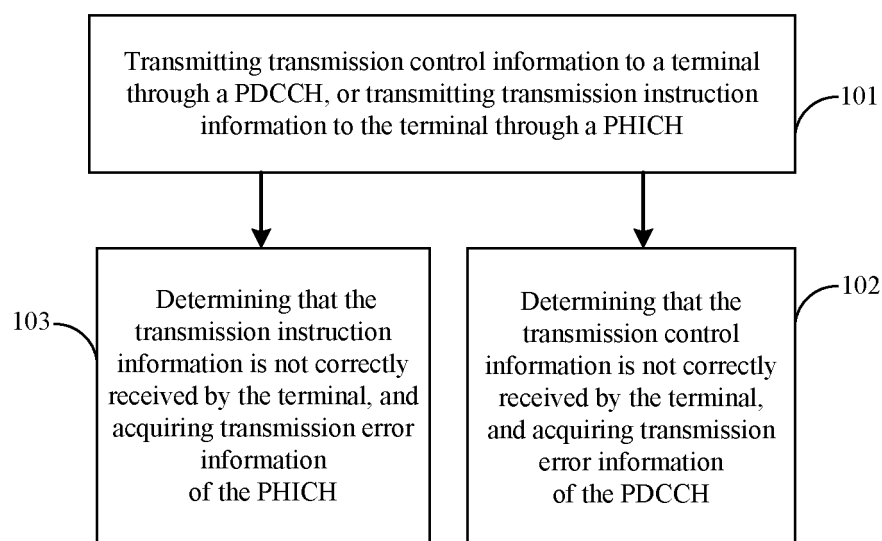 Transmitting transmission control information to a terminal
through a PDCCH, or transmitting transmission instruction
information to the terminal through a PHICH
101
Determining that the
transmission instruction
information is not correctly
received by the terminal, and
acquiring transmission error
information
of the PHICH
103
Determining that the
transmission control
information is not correctly
received by the terminal,
and acquiring transmission
error information
of the PDCCH
102